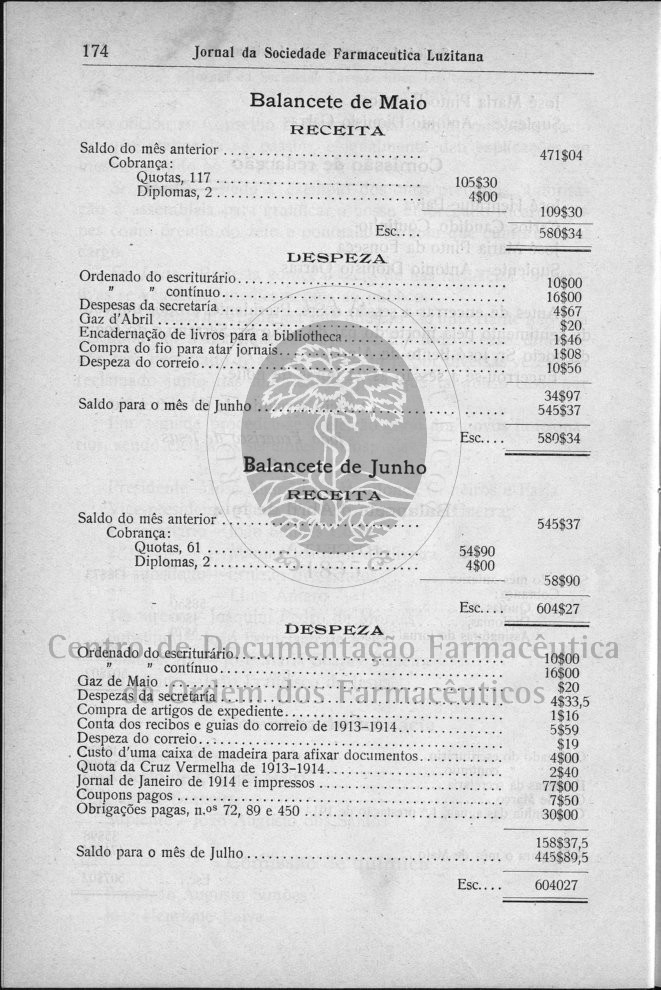 174 Jornal da Sociedade Farmaceutica Luzitana
Balancete de Maio
RECEITA
Saldo do mês anterior ........ 471$04
Cobrança:
Quotas, 117 ........ 105$30
Diplomas, 2 ........ 4$00
109$30
Esc.... 580$34
DESPEZA
Ordenado do escriturário ........ 10$00
" " contínuo ........ 16$00
Despesas da secretaria ........ 4$67
Gaz d'Abril ........ $20
Encadernação de livros para a bibliotheca ........ 1$46
Compra do fio para atar jornais ........ 1$08
Despeza do correio ........ 10$56
34$97
Saldo para o mês de Junho ........ 545$37
Esc.... 580$34
Balancete de Junho
RECEITA
Saldo do mês anterior ........ 545$37
Cobrança:
Quotas, 61 ........ 54$90
Diplomas, 2 ........ 4$00
58$90
Esc.... 604$27
DESPEZA
Centro de Documentação Farmacêutica
Ordenado do escriturário ........ 10$00
" " contínuo ........ 16$00
Gaz de Maio ........ $20
da Ordem dos Farmacêuticos
Despezas da secretaria ........ 4$33,5
Compra de artigos de expediente ........ 1$16
Conta dos recibos e guias do correio de 1913-1914 ........ 5$59
Despeza do correio ........ $19
Custo d'uma caixa de madeira para afixar documentos. 4$00
Quota da Cruz Vermelha de 1913-1914 ........ 2$40
Jornal de Janeiro de 1914 e impressos ........ 77$00
Coupons pagos ........ 7$50
Obrigações pagas, n.os 72, 89 e 450 ........ 30$00
158$37,5
Saldo para o mês de Julho ........ 445$89,5
Esc.... 604027